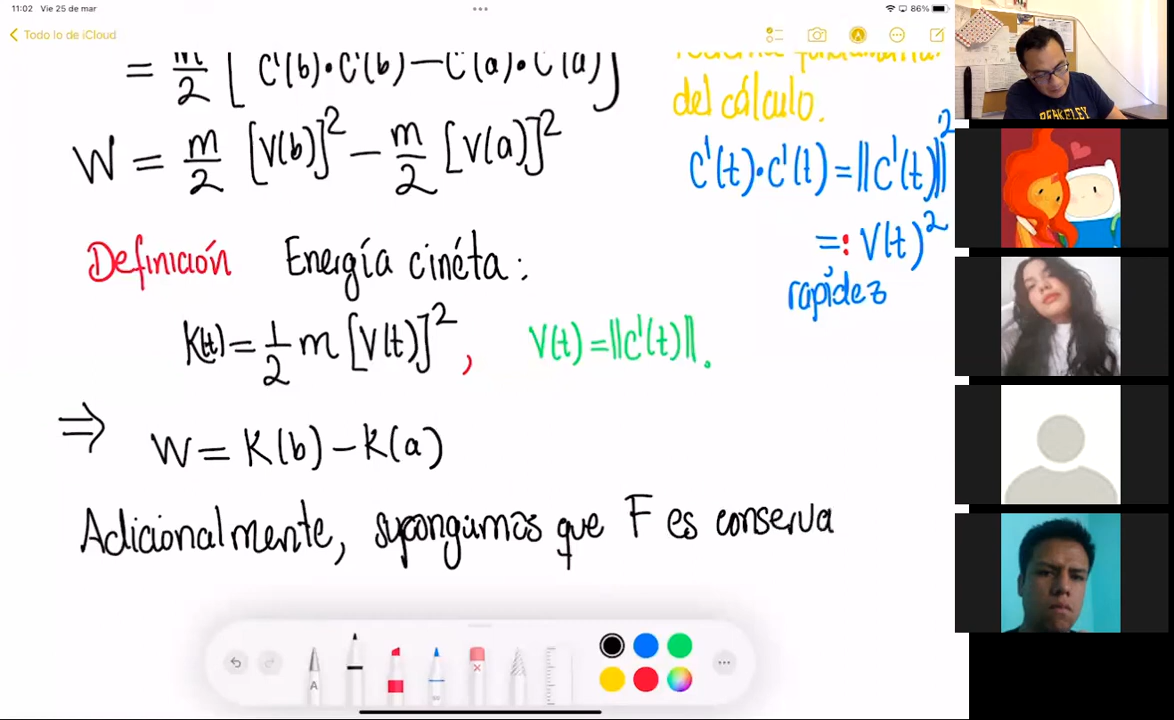 11:02 Vie 25 de mar
86%
Todo lo de iCloud
= m/2 [ C'(b)·C'(b) – C'(a)·C'(a) ]
W = m/2 [V(b)]² – m/2 [V(a)]²
Definición Energía cinéta:
K(t) = 1/2 m [V(t)]², V(t) = ||C'(t)||.
⇒ W = K(b) – K(a)
Adicionalmente, supongamos que F es conserva
del cálculo.
C'(t)·C'(t) = ||C'(t)||²
=: V(t)²
rapidez
A
BERKELEY